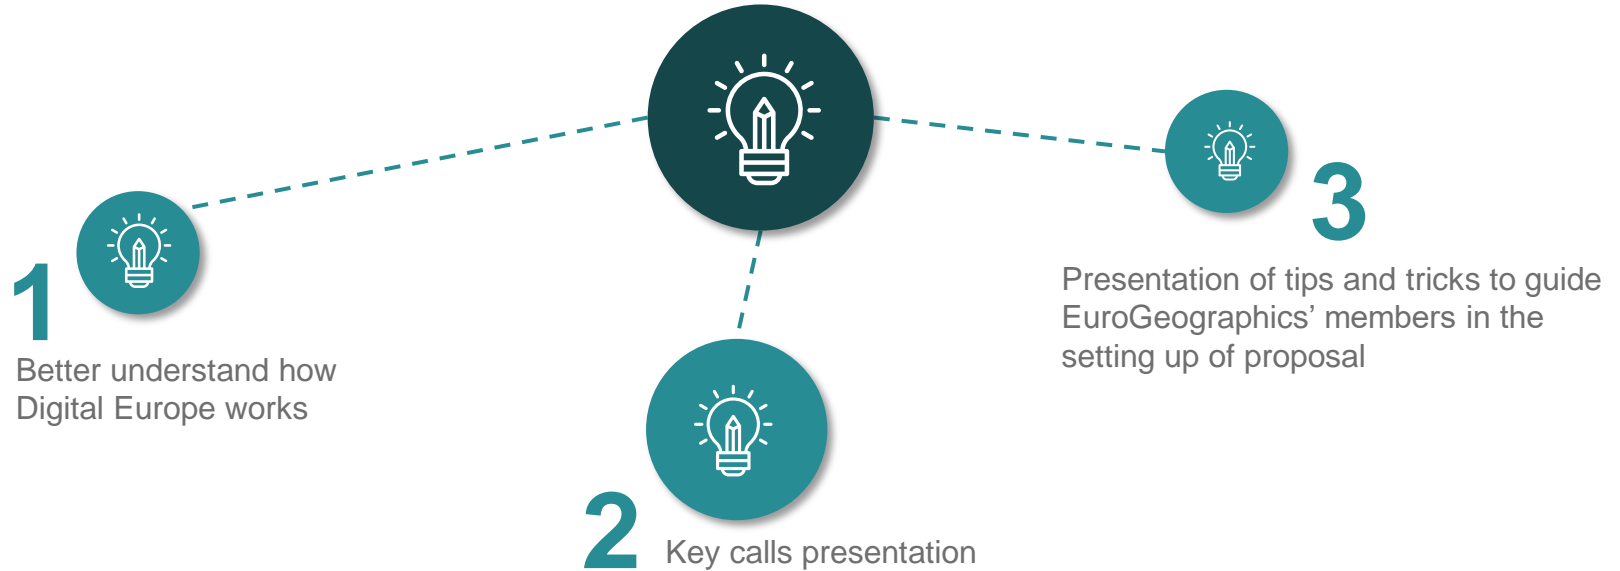 1
Better understand how
Digital Europe works
2
Key calls presentation
3
Presentation of tips and tricks to guide
EuroGeographics’ members in the
setting up of proposal